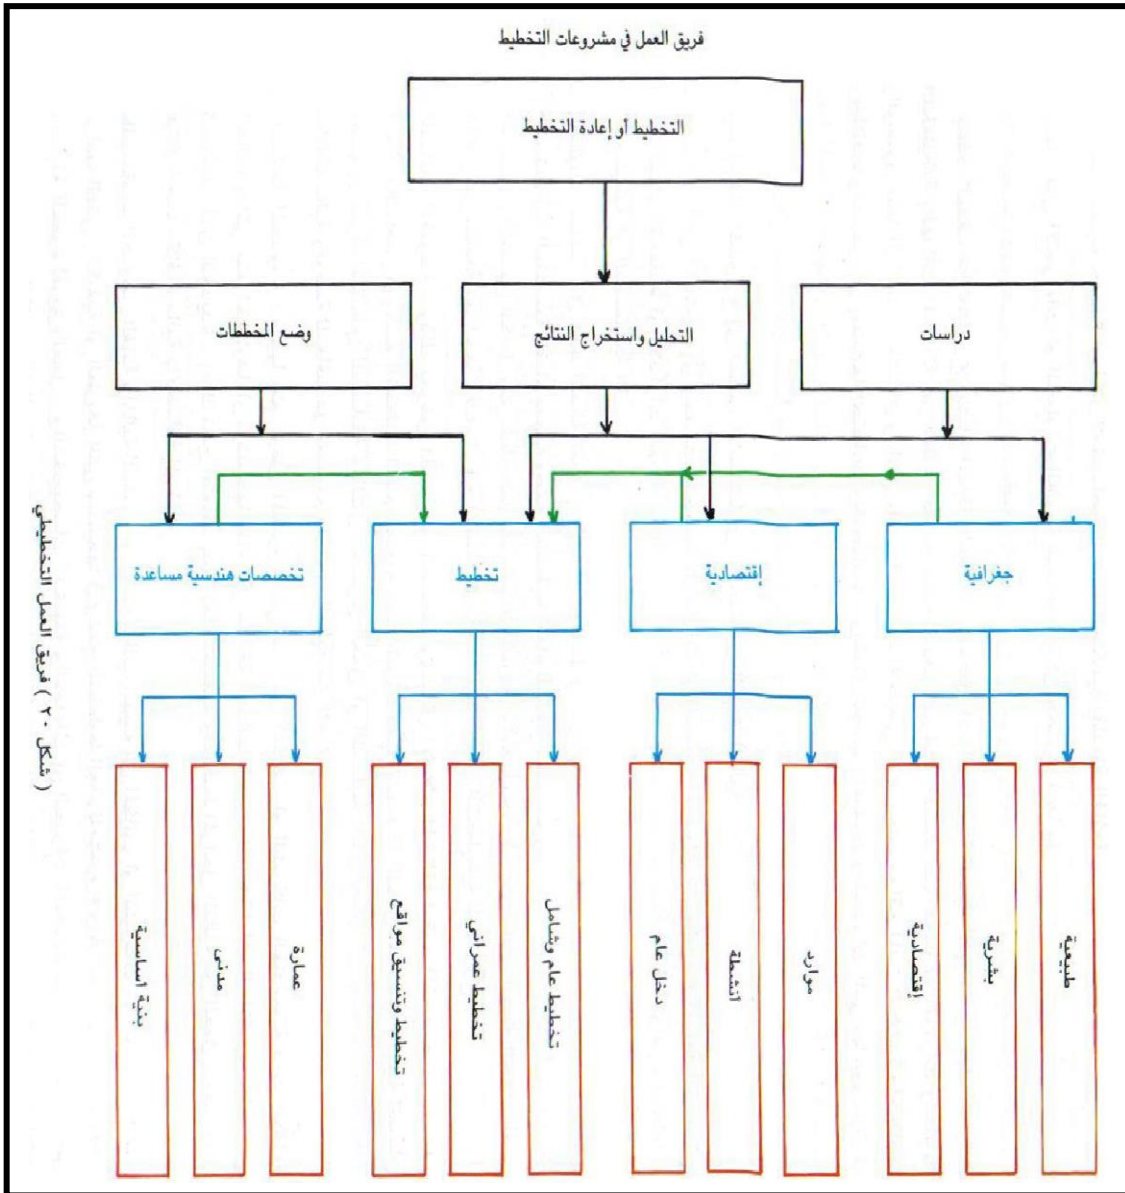 فريق العمل في مشروعات التخطيط
التخطيط أو إعادة التخطيط
دراسات
التحليل واستخراج النتائج
وضع المخططات
جغرافية
إقتصادية
تخطيط
تخصصات هندسية مساعدة
طبيعية
بشرية
إقتصادية
موارد
أنشطة
دخل عام
تخطيط عام وشامل
تخطيط عمراني
تخطيط وتنسيق مواقع
عمارة
مدنى
بنية أساسية
( شكل ٢٠ ) فريق العمل التخطيطي